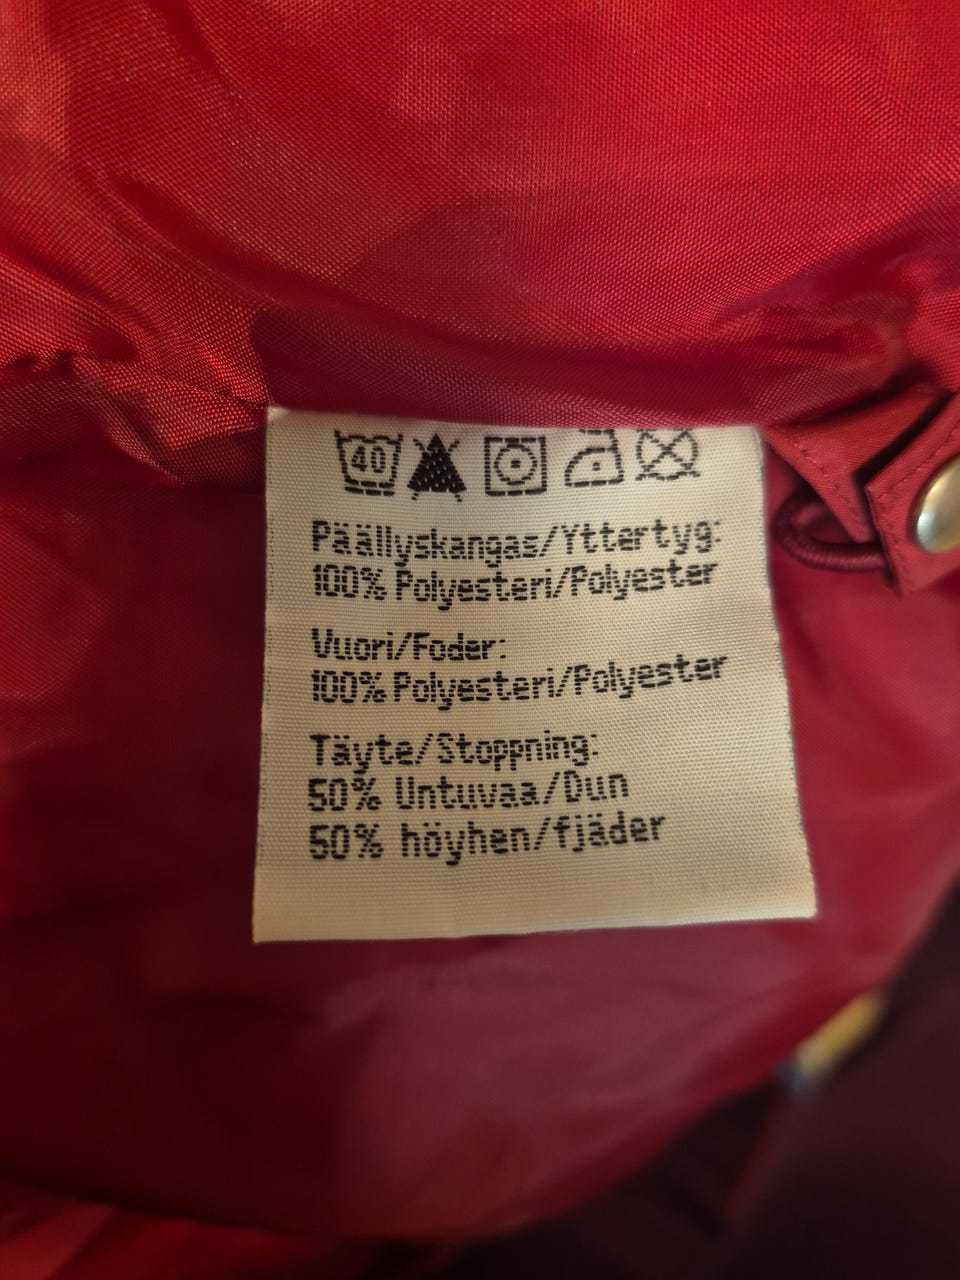 40
Päällyskangas/Yttertyg:
100% Polyesteri/Polyester
Vuori/Foder:
100% Polyesteri/Polyester
Täyte/Stoppning:
50% Untuvaa/Dun
50% höyhen/fjäder